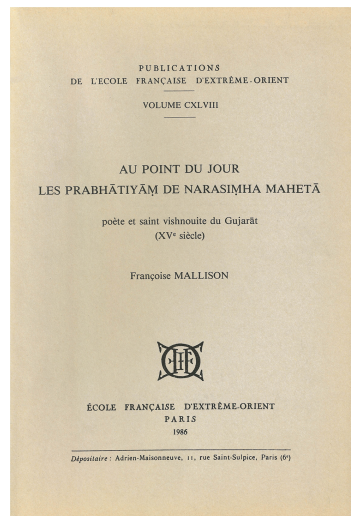 PUBLICATIONS
DE L'ECOLE FRANÇAISE D'EXTRÊME-ORIENT
VOLUME CXLVIII
AU POINT DU JOUR
LES PRABHĀTIYĀṂ DE NARASIṂHA MAHETĀ
poète et saint vishnouite du Gujarāt
(XVe siècle)
Françoise MALLISON
ÉCOLE FRANÇAISE D'EXTRÊME-ORIENT
PARIS
1986
Dépositaire : Adrien-Maisonneuve, 11, rue Saint-Sulpice, Paris (6e)